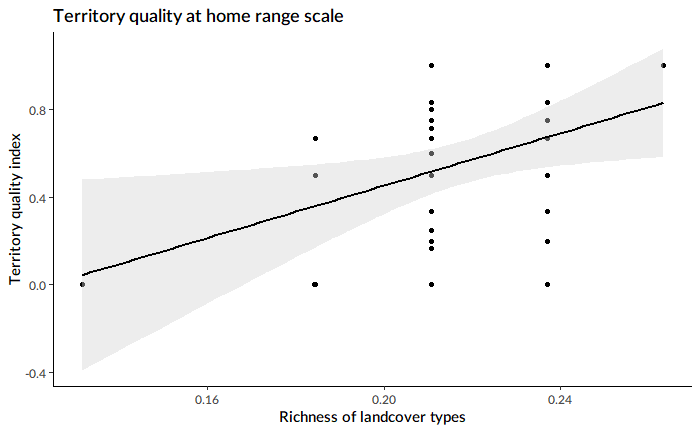 Territory quality at home range scale
Territory quality index
0.8
0.4
0.0
-0.4
0.16
0.20
0.24
Richness of landcover types